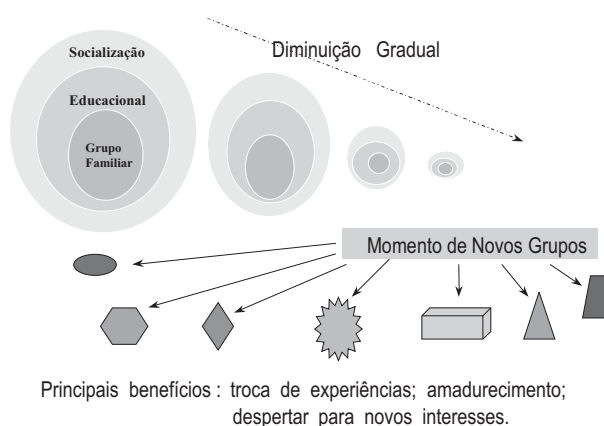 Socialização
Diminuição Gradual
Educacional
Grupo
Familiar
Momento de Novos Grupos
Principais benefícios : troca de experiências; amadurecimento;
despertar para novos interesses.